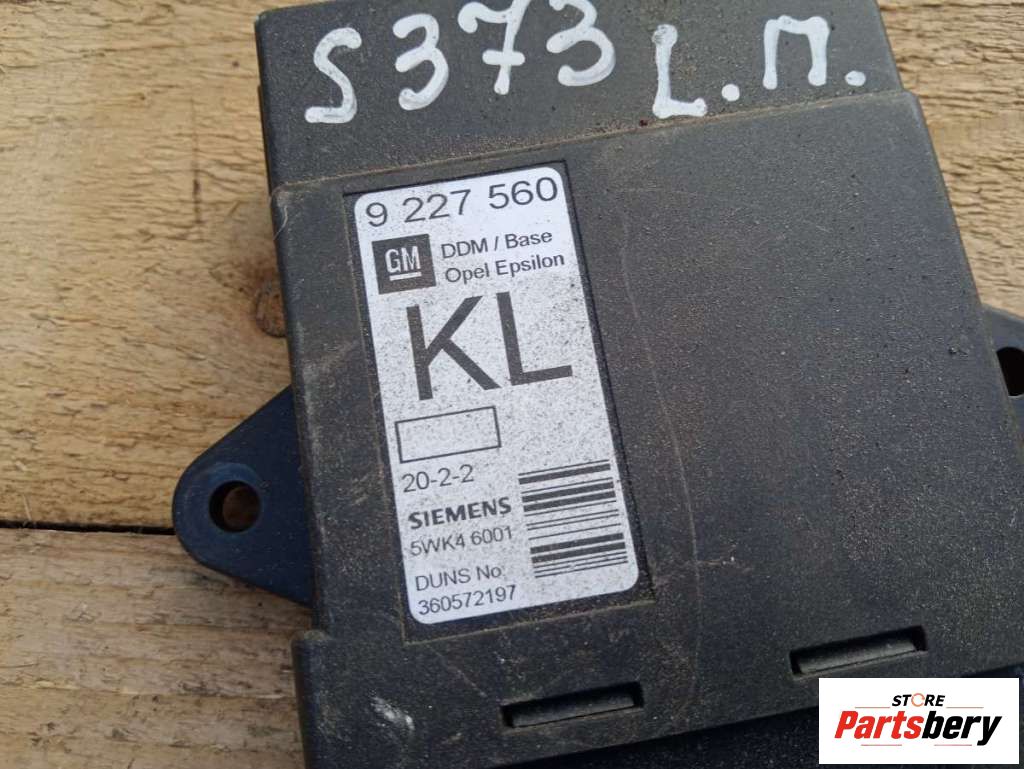 S373 L.П.
9 227 560
GM
DDM / Base
Opel Epsilon
KL
20-2-2
SIEMENS
5WK4 6001
DUNS No.
360572197
STORE
Partsbery